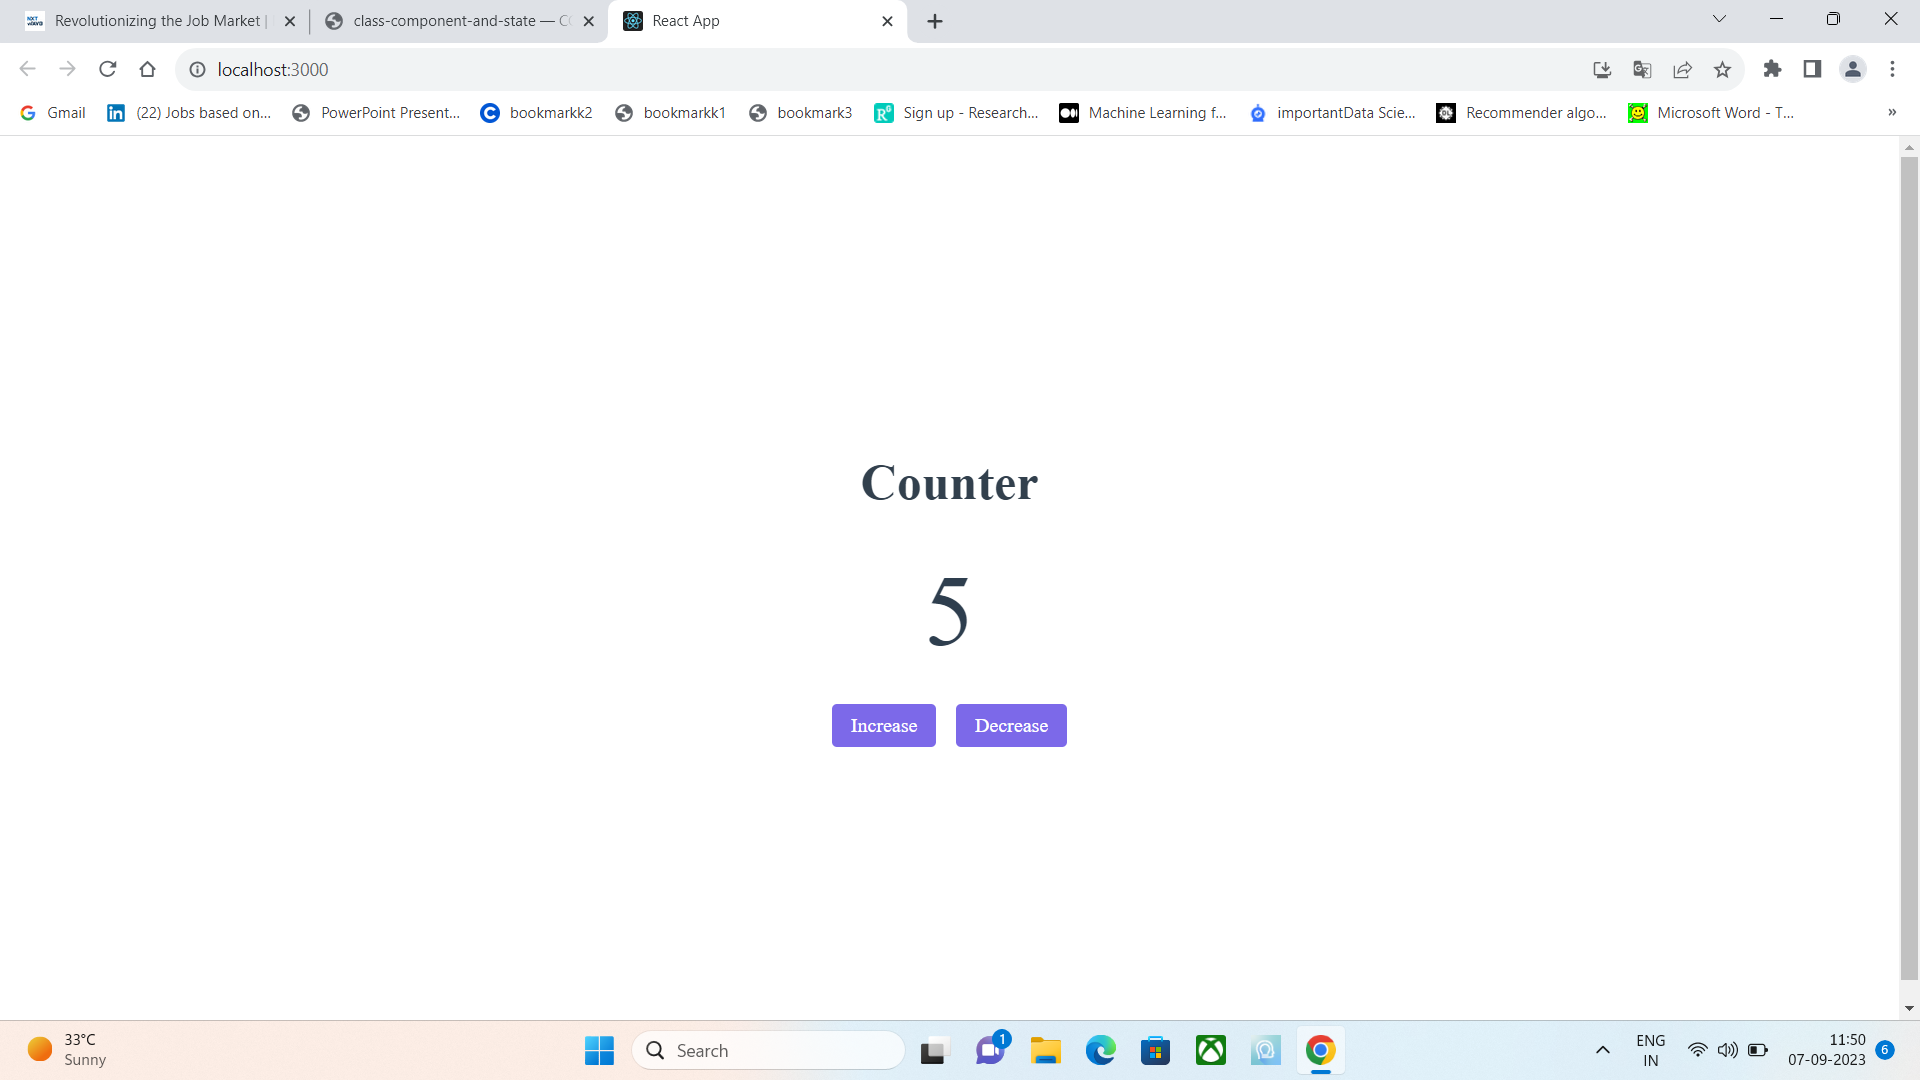 Revolutionizing the Job Market |
class-component-and-state — C
React App
localhost:3000
Gmail
(22) Jobs based on...
PowerPoint Present...
bookmarkk2
bookmarkk1
bookmark3
Sign up - Research...
Machine Learning f...
importantData Scie...
Recommender algo...
Microsoft Word - T...
»
Counter
5
Increase Decrease
33°C
Sunny
Search
1
ENG
IN
11:50
07-09-2023
6